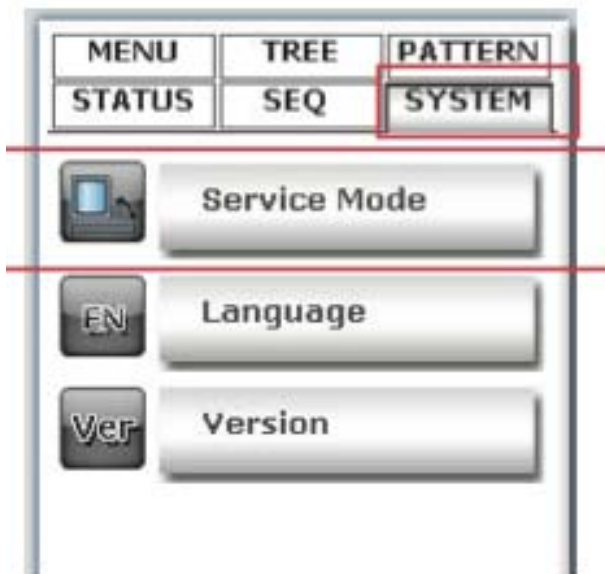 MENU TREE PATTERN
STATUS SEQ SYSTEM
Service Mode
EN Language
Ver Version